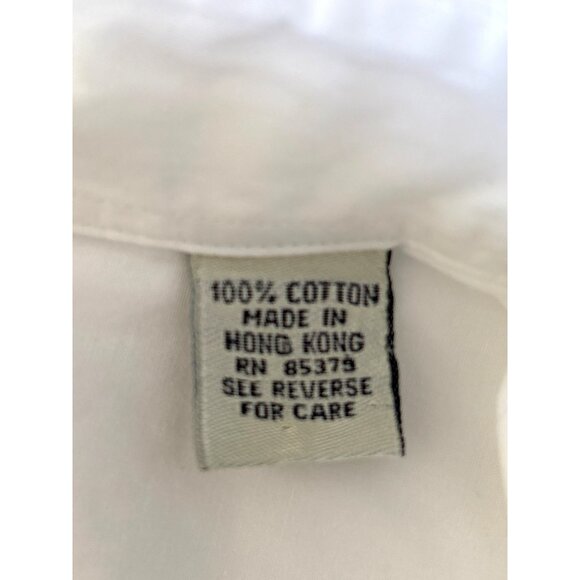 100% COTTON
MADE IN
HONG KONG
RN 85379
SEE REVERSE
FOR CARE